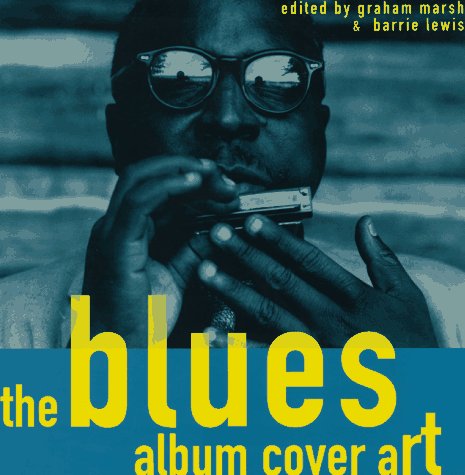 edited by graham marsh
& barrie lewis
the blues
album cover art